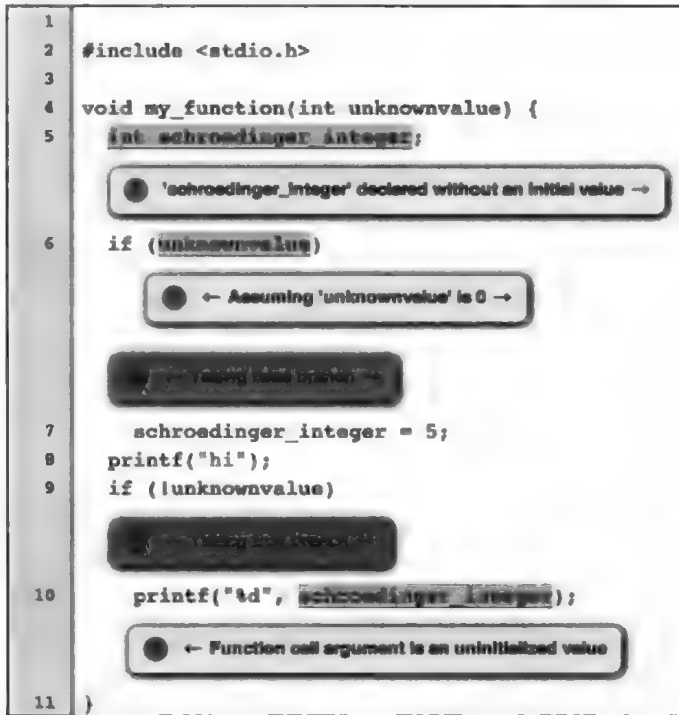 1
2 #include <stdio.h>
3
4 void my_function(int unknownvalue) {
5 int schroedinger_integer;
'schroedinger_integer' declared without an initial value →
6 if (unknownvalue)
← Assuming 'unknownvalue' is 0 →
7 schroedinger_integer = 5;
8 printf("hi");
9 if (!unknownvalue)
10 printf("%d", schroedinger_integer);
← Function call argument is an uninitialized value
11 }